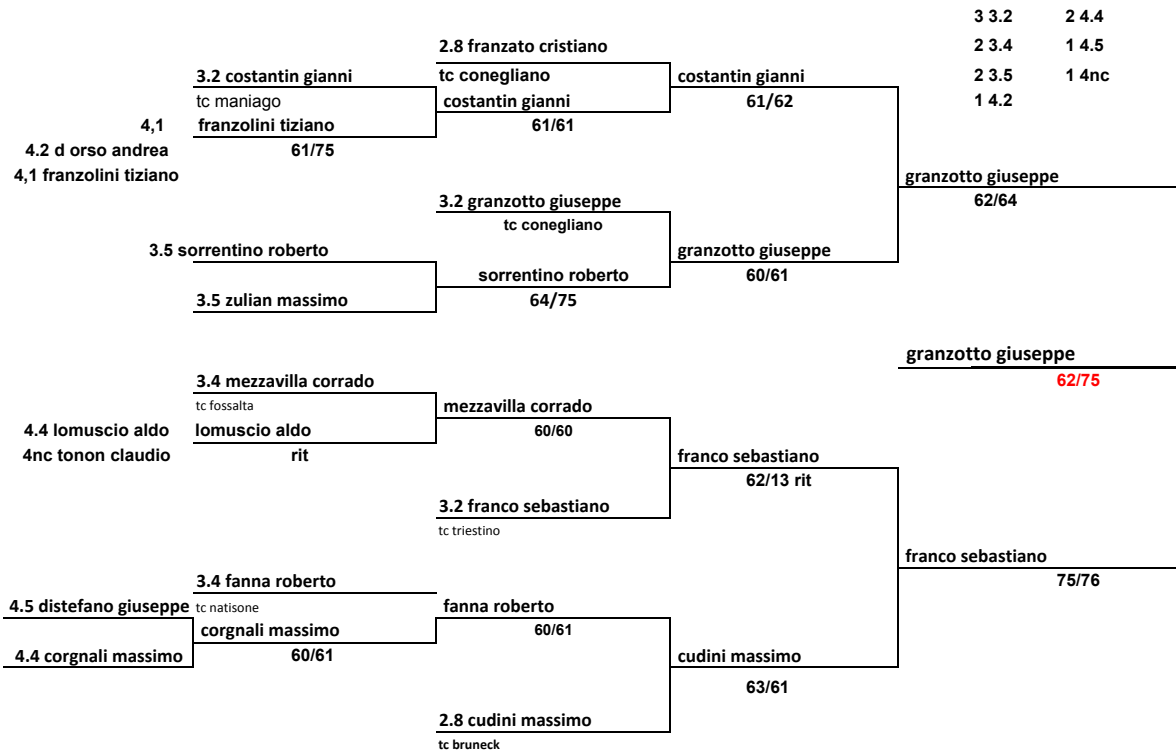 3 3.2 2 4.4
2 3.4 1 4.5
2 3.5 1 4nc
1 4.2
2.8 franzato cristiano
3.2 costantin gianni
tc conegliano
costantin gianni
tc maniago
costantin gianni
61/62
4,1 franzolini tiziano
61/61
4.2 d orso andrea
61/75
4,1 franzolini tiziano
granzotto giuseppe
62/64
3.2 granzotto giuseppe
tc conegliano
3.5 sorrentino roberto
granzotto giuseppe
sorrentino roberto
60/61
3.5 zulian massimo
64/75
granzotto giuseppe
62/75
3.4 mezzavilla corrado
tc fossalta
mezzavilla corrado
4.4 lomuscio aldo
lomuscio aldo
60/60
4nc tonon claudio
rit
franco sebastiano
62/13 rit
3.2 franco sebastiano
tc triestino
franco sebastiano
75/76
3.4 fanna roberto
4.5 distefano giuseppe
tc natisone
fanna roberto
corgnali massimo
60/61
4.4 corgnali massimo
60/61
cudini massimo
63/61
2.8 cudini massimo
tc bruneck